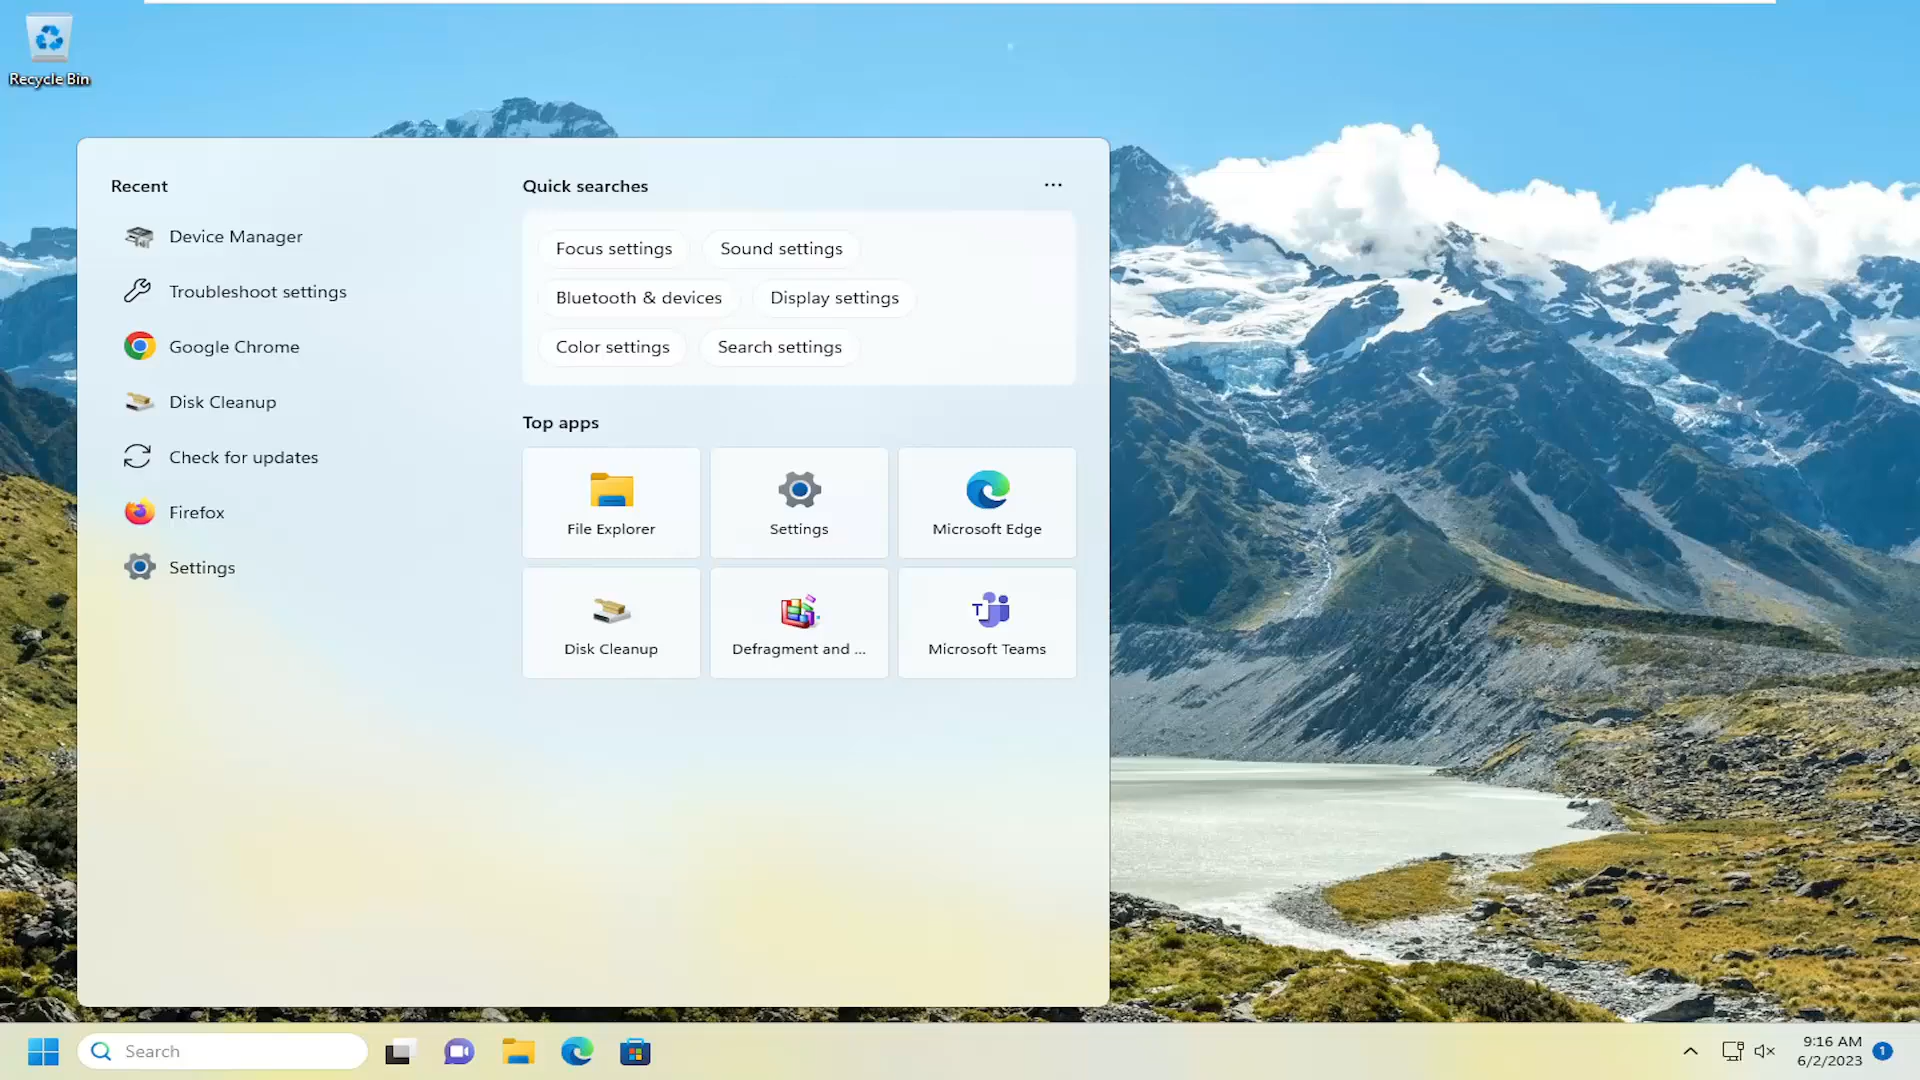 Recycle Bin
Recent
Device Manager
Troubleshoot settings
Google Chrome
Disk Cleanup
Check for updates
Firefox
Settings
Quick searches
Focus settings
Sound settings
Bluetooth & devices
Display settings
Color settings
Search settings
Top apps
File Explorer
Settings
Microsoft Edge
Disk Cleanup
Defragment and ...
Microsoft Teams
Search
9:16 AM
6/2/2023
1